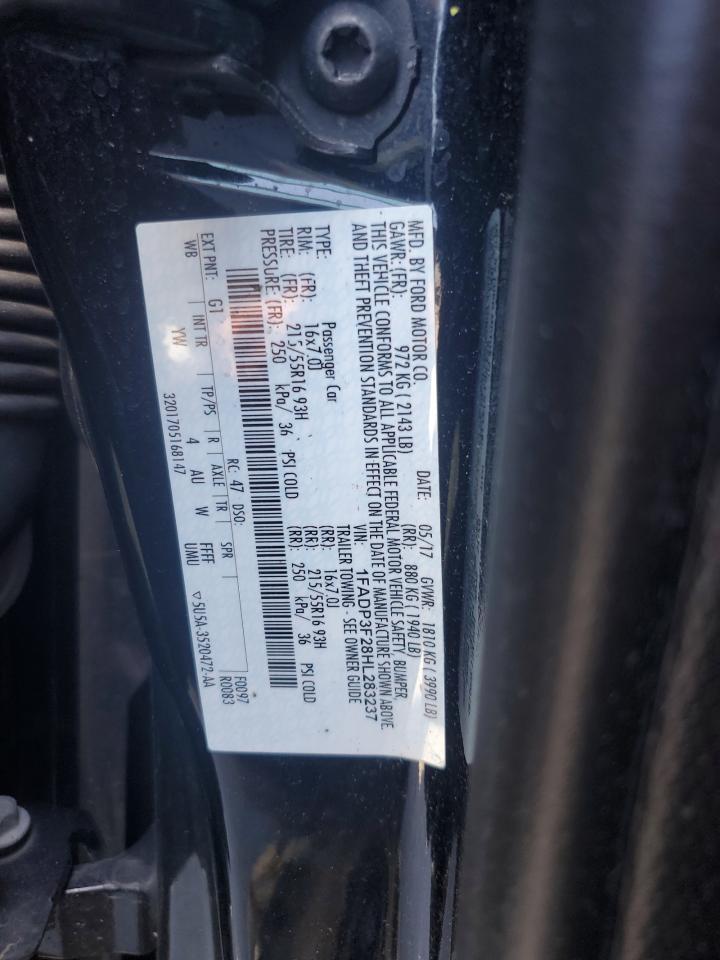 MFD. BY FORD MOTOR CO.
DATE: 05/17 GVWR: 1810 KG ( 3990 LB)
GAWR:(FR): 972 KG ( 2143 LB) (RR): 880 KG ( 1940 LB)
THIS VEHICLE CONFORMS TO ALL APPLICABLE FEDERAL MOTOR VEHICLE SAFETY, BUMPER,
AND THEFT PREVENTION STANDARDS IN EFFECT ON THE DATE OF MANUFACTURE SHOWN ABOVE
VIN: 1FADP3F28HL283237
TYPE: Passenger Car TRAILER TOWING - SEE OWNER GUIDE
RIM: (FR): 16x7.0J (RR): 16x7.0J
TIRE: (FR): 215/55R16 93H (RR): 215/55R16 93H
PRESSURE: (FR): 250 kPa/ 36 PSI COLD (RR): 250 kPa/ 36 PSI COLD
EXT PNT: G1 RC: 47 DSO: F0097
R0083
WB INT TR TP/PS R AXLE TR SPR
YW 4 AU W FFFF
UMU
3201705168147 ▽5U5A-3520472-AA